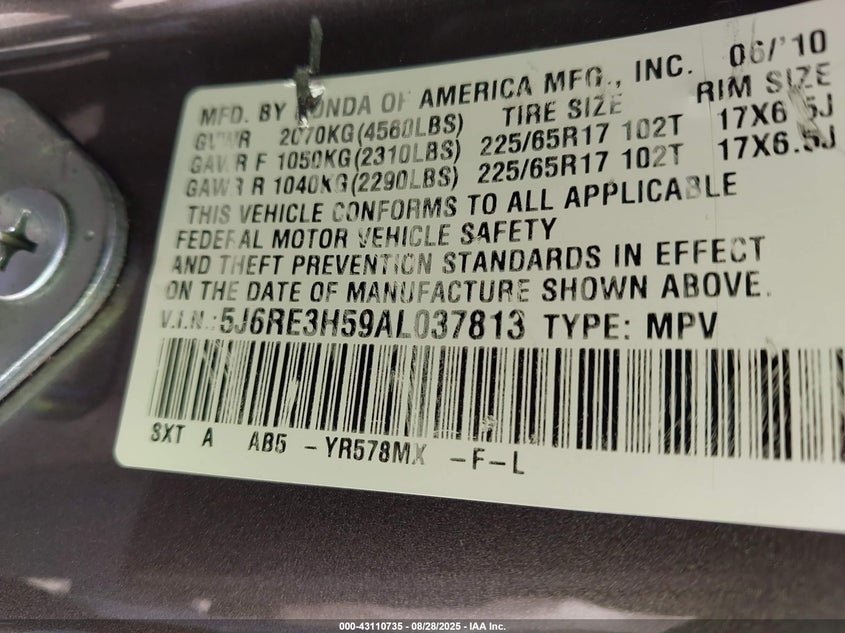 MFD. BY HONDA OF AMERICA MFG., INC. 06/'10
GVWR 2070KG(4560LBS) TIRE SIZE RIM SIZE
GAWR F 1050KG(2310LBS) 225/65R17 102T 17X6.5J
GAWR R 1040KG(2290LBS) 225/65R17 102T 17X6.5J
THIS VEHICLE CONFORMS TO ALL APPLICABLE
FEDERAL MOTOR VEHICLE SAFETY
AND THEFT PREVENTION STANDARDS IN EFFECT
ON THE DATE OF MANUFACTURE SHOWN ABOVE.
V.I.N.: 5J6RE3H59AL037813 TYPE: MPV
SXT A AB5 -YR578MX -F-L
000-43110735 - 08/28/2025 - IAA Inc.